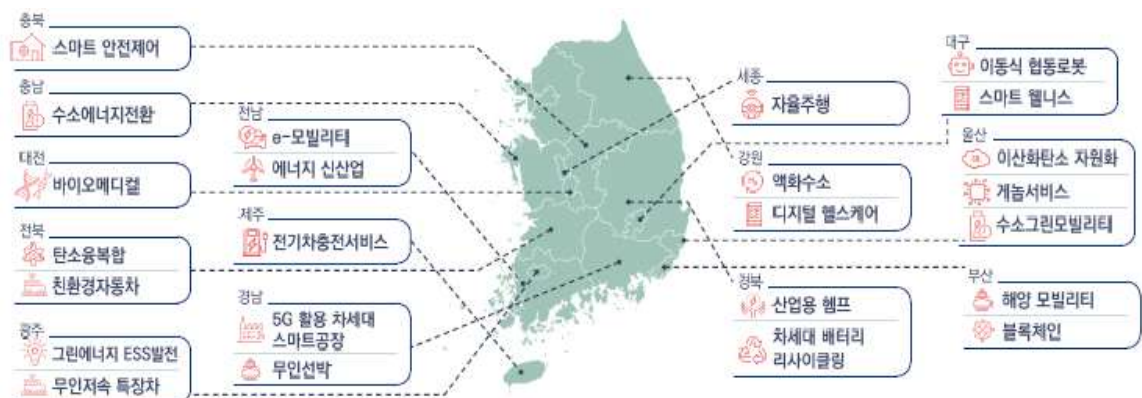 충북
스마트 안전제어
충남
수소에너지전환
대전
바이오메디컬
전북
탄소융복합
친환경자동차
광주
그린에너지 ESS발전
무인저속 특장차
전남
e-모빌리티
에너지 신산업
제주
전기차충전서비스
경남
5G 활용 차세대
스마트공장
무인선박
세종
자율주행
강원
액화수소
디지털 헬스케어
경북
산업용 헴프
차세대 배터리
리사이클링
대구
이동식 협동로봇
스마트 웰니스
울산
이산화탄소 자원화
게놈서비스
수소그린모빌리티
부산
해양 모빌리티
블록체인